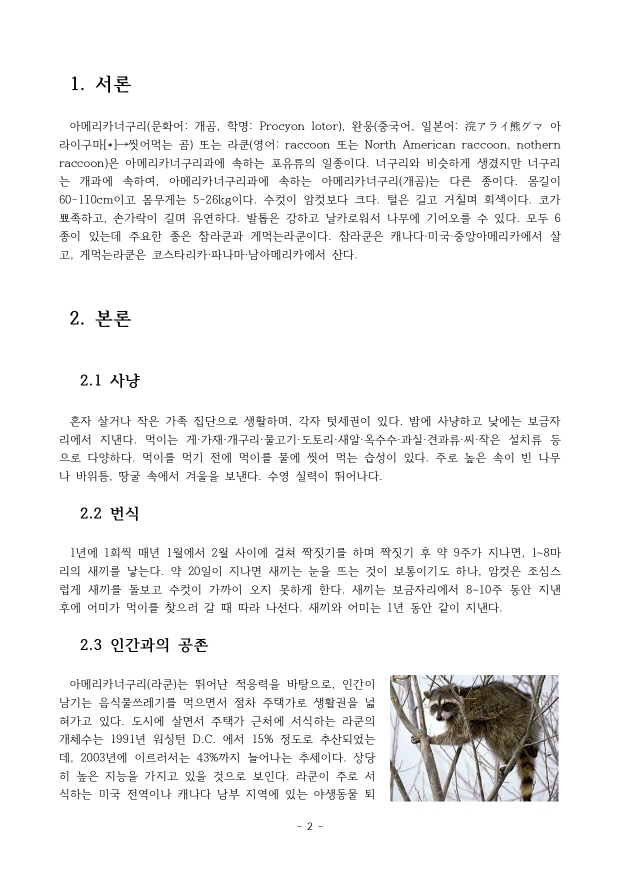 1. 서론
아메리카너구리(문화어: 개곰, 학명: Procyon lotor), 완웅(중국어, 일본어: 浣アライ熊グマ 아
라이구마[*]→씻어먹는 곰) 또는 라쿤(영어: raccoon 또는 North American raccoon, nothern
raccoon)은 아메리카너구리과에 속하는 포유류의 일종이다. 너구리와 비슷하게 생겼지만 너구리
는 개과에 속하여, 아메리카너구리과에 속하는 아메리카너구리(개곰)는 다른 종이다. 몸길이
60-110cm이고 몸무게는 5-26kg이다. 수컷이 암컷보다 크다. 털은 길고 거칠며 회색이다. 코가
뾰족하고, 손가락이 길며 유연하다. 발톱은 강하고 날카로워서 나무에 기어오를 수 있다. 모두 6
종이 있는데 주요한 종은 참라쿤과 게먹는라쿤이다. 참라쿤은 캐나다·미국·중앙아메리카에서 살
고, 게먹는라쿤은 코스타리카·파나마·남아메리카에서 산다.
2. 본론
2.1 사냥
혼자 살거나 작은 가족 집단으로 생활하며, 각자 텃세권이 있다. 밤에 사냥하고 낮에는 보금자
리에서 지낸다. 먹이는 게·가재·개구리·물고기·도토리·새알·옥수수·과실·견과류·씨·작은 설치류 등
으로 다양하다. 먹이를 먹기 전에 먹이를 물에 씻어 먹는 습성이 있다. 주로 높은 속이 빈 나무
나 바위틈, 땅굴 속에서 겨울을 보낸다. 수영 실력이 뛰어나다.
2.2 번식
1년에 1회씩 매년 1월에서 2월 사이에 걸쳐 짝짓기를 하며 짝짓기 후 약 9주가 지나면, 1~8마
리의 새끼를 낳는다. 약 20일이 지나면 새끼는 눈을 뜨는 것이 보통이기도 하나, 암컷은 조심스
럽게 새끼를 돌보고 수컷이 가까이 오지 못하게 한다. 새끼는 보금자리에서 8~10주 동안 지낸
후에 어미가 먹이를 찾으러 갈 때 따라 나선다. 새끼와 어미는 1년 동안 같이 지낸다.
2.3 인간과의 공존
아메리카너구리(라쿤)는 뛰어난 적응력을 바탕으로, 인간이
남기는 음식물쓰레기를 먹으면서 점차 주택가로 생활권을 넓
혀가고 있다. 도시에 살면서 주택가 근처에 서식하는 라쿤의
개체수는 1991년 워싱턴 D.C. 에서 15% 정도로 추산되었는
데, 2003년에 이르러서는 43%까지 늘어나는 추세이다. 상당
히 높은 지능을 가지고 있을 것으로 보인다. 라쿤이 주로 서
식하는 미국 전역이나 캐나다 남부 지역에 있는 야생동물 퇴
- 2 -